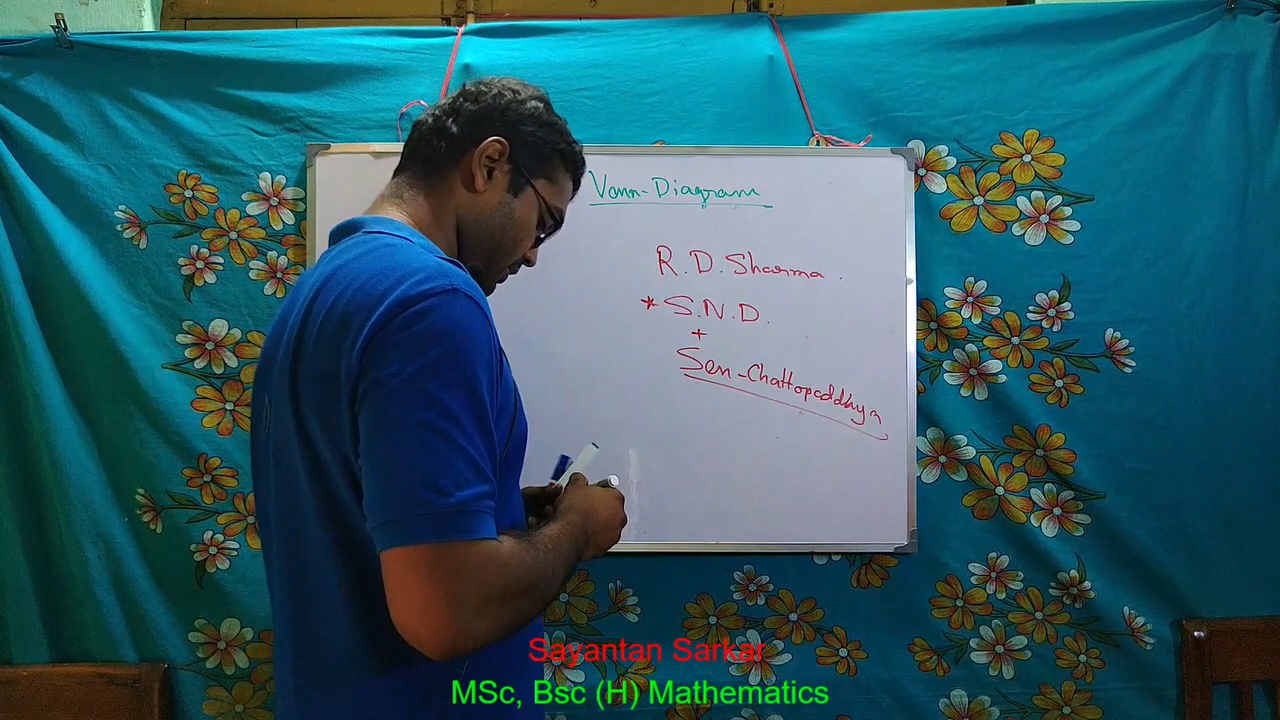 Venn-Diagram
R.D. Sharma.
* S.N.D.
+
Sen-Chattopaddhya
Sayantan Sarkar
MSc, Bsc (H) Mathematics